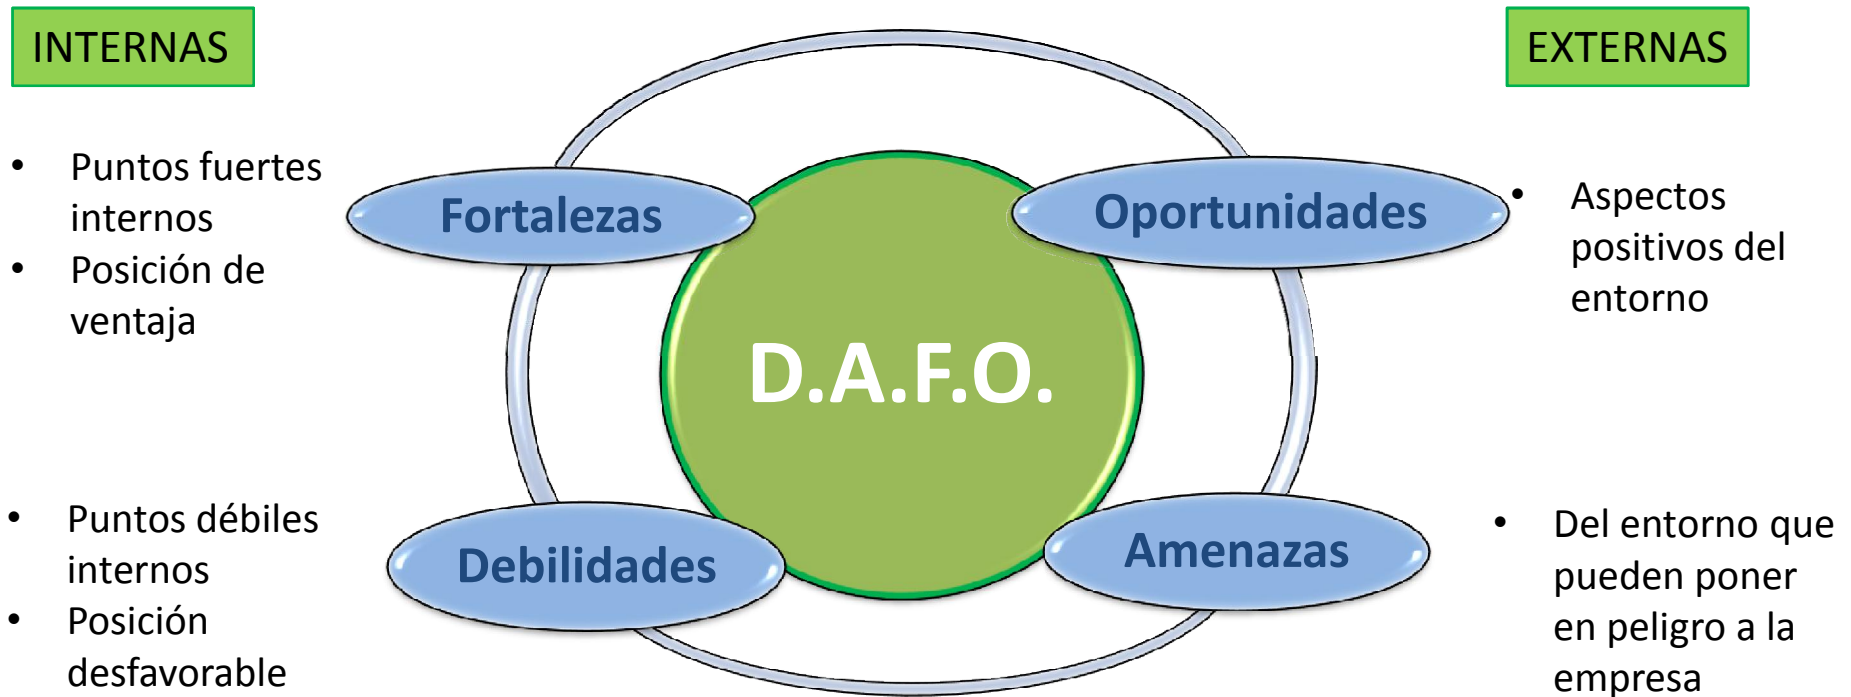 INTERNAS
• Puntos fuertes
internos
• Posición de
ventaja
Fortalezas
Oportunidades
EXTERNAS
• Aspectos
positivos del
entorno
D.A.F.O.
• Puntos débiles
internos
• Posición
desfavorable
Debilidades
Amenazas
• Del entorno que
pueden poner
en peligro a la
empresa